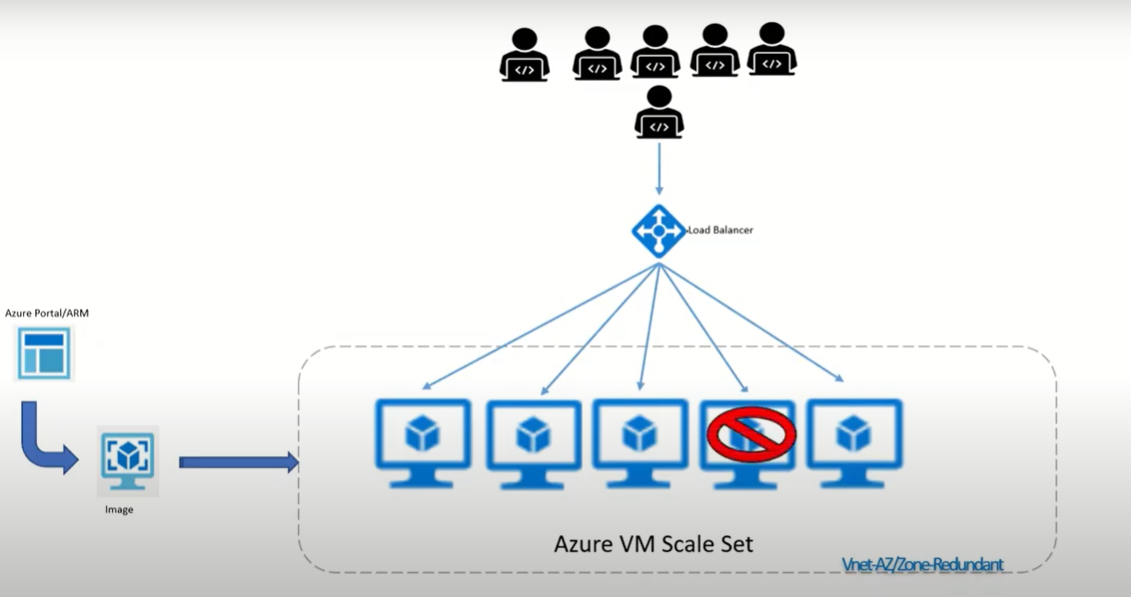 </>
</>
</>
</>
</>
</>
Load Balancer
Azure Portal/ARM
Image
Azure VM Scale Set
Vnet-AZ/Zone-Redundant